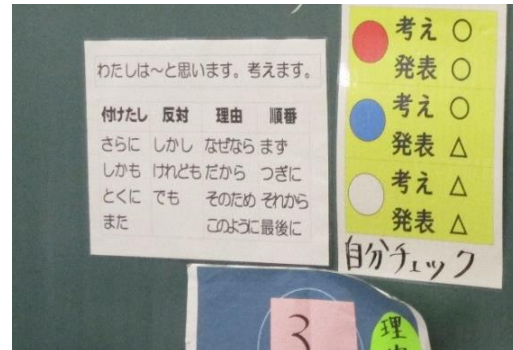 わたしは～と思います。考えます。
付けたし 反対 理由 順番
さらに しかし なぜなら まず
しかも けれども だから つぎに
とくに でも そのため それから
また このように 最後に
考え ○
発表 ○
考え ○
発表 △
考え △
発表 △
自分チェック
3
理